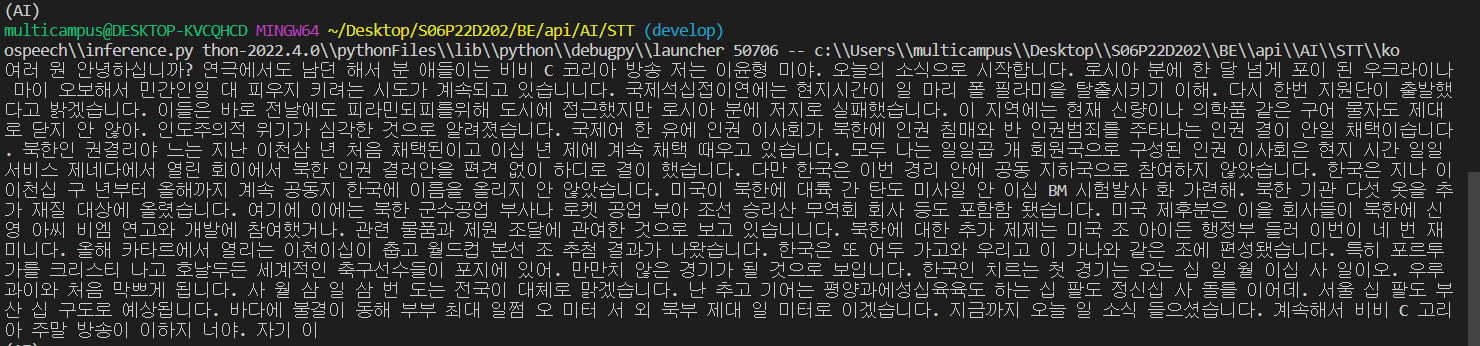 (AI)
multicampus@DESKTOP-KVCQHCD MINGW64 ~/Desktop/S06P22D202/BE/api/AI/STT (develop)
ospeech\\inference.py thon-2022.4.0\\pythonFiles\\lib\\python\\debugpy\\launcher 50706 -- c:\\Users\\multicampus\\Desktop\\S06P22D202\\BE\\api\\AI\\STT\\ko
여러 원 안녕하십니까? 연극에서도 남던 해서 분 애들이는 비비 C 코리아 방송 저는 이윤형 미야. 오늘의 소식으로 시작합니다. 로시아 분에 한 달 넘게 포이 된 우크라이나
마이 오보해서 민간인일 대 피우지 키려는 시도가 계속되고 있습니니다. 국제석십접이연에는 현지시간이 일 마리 폴 필라미을 탈출시키기 이해. 다시 한번 지원단이 출발했
다고 밝겠습니다. 이들은 바로 전날에도 피라민되피를위해 도시에 접근했지만 로시아 분에 저지로 실패했습니다. 이 지역에는 현재 신량이나 의학품 같은 구어 물자도 제대
로 닫지 안 않아. 인도주의적 위기가 심각한 것으로 알려졌습니다. 국제어 한 유에 인권 이사회가 북한에 인권 침매와 반 인권범죄를 주타나는 인권 결이 안일 채택이습니다
. 북한인 권결리야 느는 지난 이천삼 년 처음 채택된이고 이십 년 제에 계속 채택 때우고 있습니다. 모두 나는 일일곱 개 회원국으로 구성된 인권 이사회은 현지 시간 일일
서비스 제네다에서 열린 회이에서 북한 인권 결러안을 편견 없이 하디로 결이 했습니다. 다만 한국은 이번 경리 안에 공동 지하국으로 참여하지 않았습니다. 한국은 지나 이
이천십 구 년부터 올해까지 계속 공동지 한국에 이름을 올리지 안 않았습니다. 미국이 북한에 대륙 간 탄도 미사일 안 이십 BM 시험발사 화 가련해. 북한 기관 다섯 옷을 추
가 재질 대상에 올렸습니다. 여기에 이에는 북한 군수공업 부사나 로켓 공업 부아 조선 승리산 무역회 회사 등도 포함함 됐습니다. 미국 제후분은 이을 회사들이 북한에 신
영 아씨 비엠 연고와 개발에 참여했거나. 관련 물품과 제원 조달에 관여한 것으로 보고 있습니다. 북한에 대한 추가 제제는 미국 조 아이든 행정부 들러 이번이 네 번 재
미니다. 올해 카타르에서 열리는 이천이십이 춥고 월드컵 본선 조 추첨 결과가 나왔습니다. 한국은 또 어두 가고와 우리고 이 가나와 같은 조에 편성됐습니다. 특히 포르투
가를 크리스티 나고 호날두든 세계적인 축구선수들이 포지에 있어. 만만치 않은 경기가 될 것으로 보입니다. 한국인 치르는 첫 경기는 오는 십 일 월 이십 사 일이오. 우루
과이와 처음 막쁘게 됩니다. 사 월 삼 일 삼 번 도는 전국이 대체로 맑겠습니다. 난 추고 기어는 평양과에성십육육도 하는 십 팔도 정신십 사 돌를 이어데. 서울 십 팔도 부
산 십 구도로 예상됩니다. 바다에 불결이 동해 부부 최대 일쩜 오 미터 서 외 북부 제대 일 미터로 이겠습니다. 지금까지 오늘 일 소식 들으셨습니다. 계속해서 비비 C 고리
아 주말 방송이 이하지 너야. 자기 이